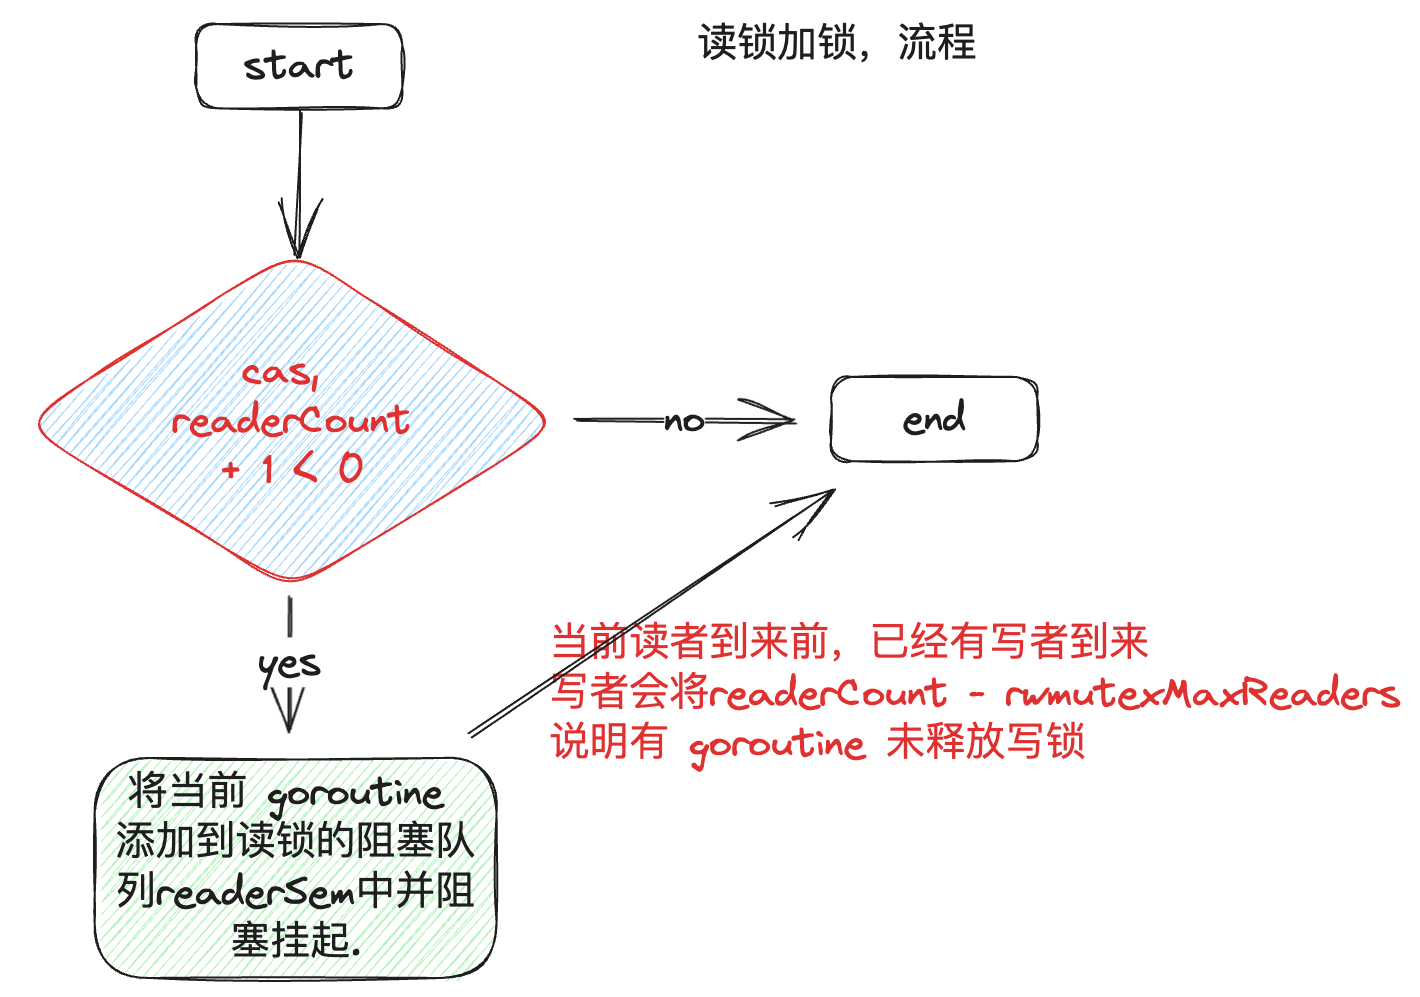 读锁加锁，流程
start
cas,
readerCount
+ 1 < 0
no
end
yes
当前读者到来前，已经有写者到来
写者会将readerCount - rwmutexMaxReaders
说明有 goroutine 未释放写锁
将当前 goroutine
添加到读锁的阻塞队
列readerSem中并阻
塞挂起.